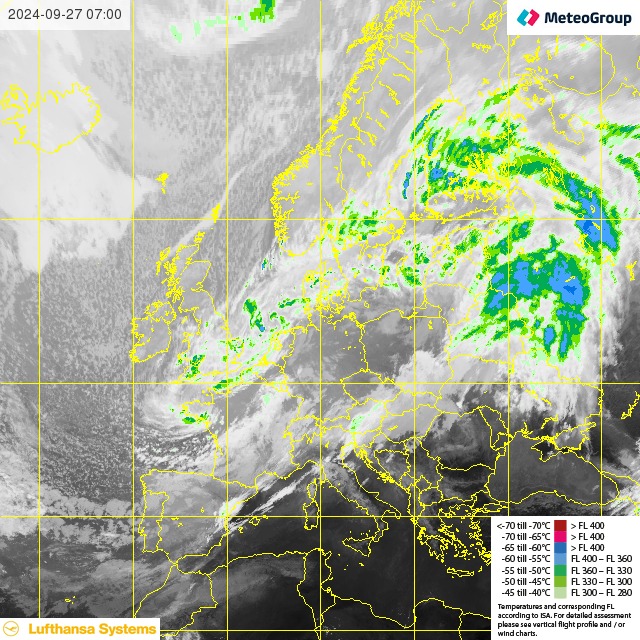 2024-09-27 07:00
MeteoGroup
<-70 till -70°C > FL 400
-70 till -65°C > FL 400
-65 till -60°C > FL 400
-60 till -55°C FL 400 – FL 360
-55 till -50°C FL 360 – FL 330
-50 till -45°C FL 330 – FL 300
-45 till -40°C FL 300 – FL 280
Temperatures and corresponding FL
according to ISA. For detailed assessment
please see vertical flight profile and / or
wind charts.
Lufthansa Systems